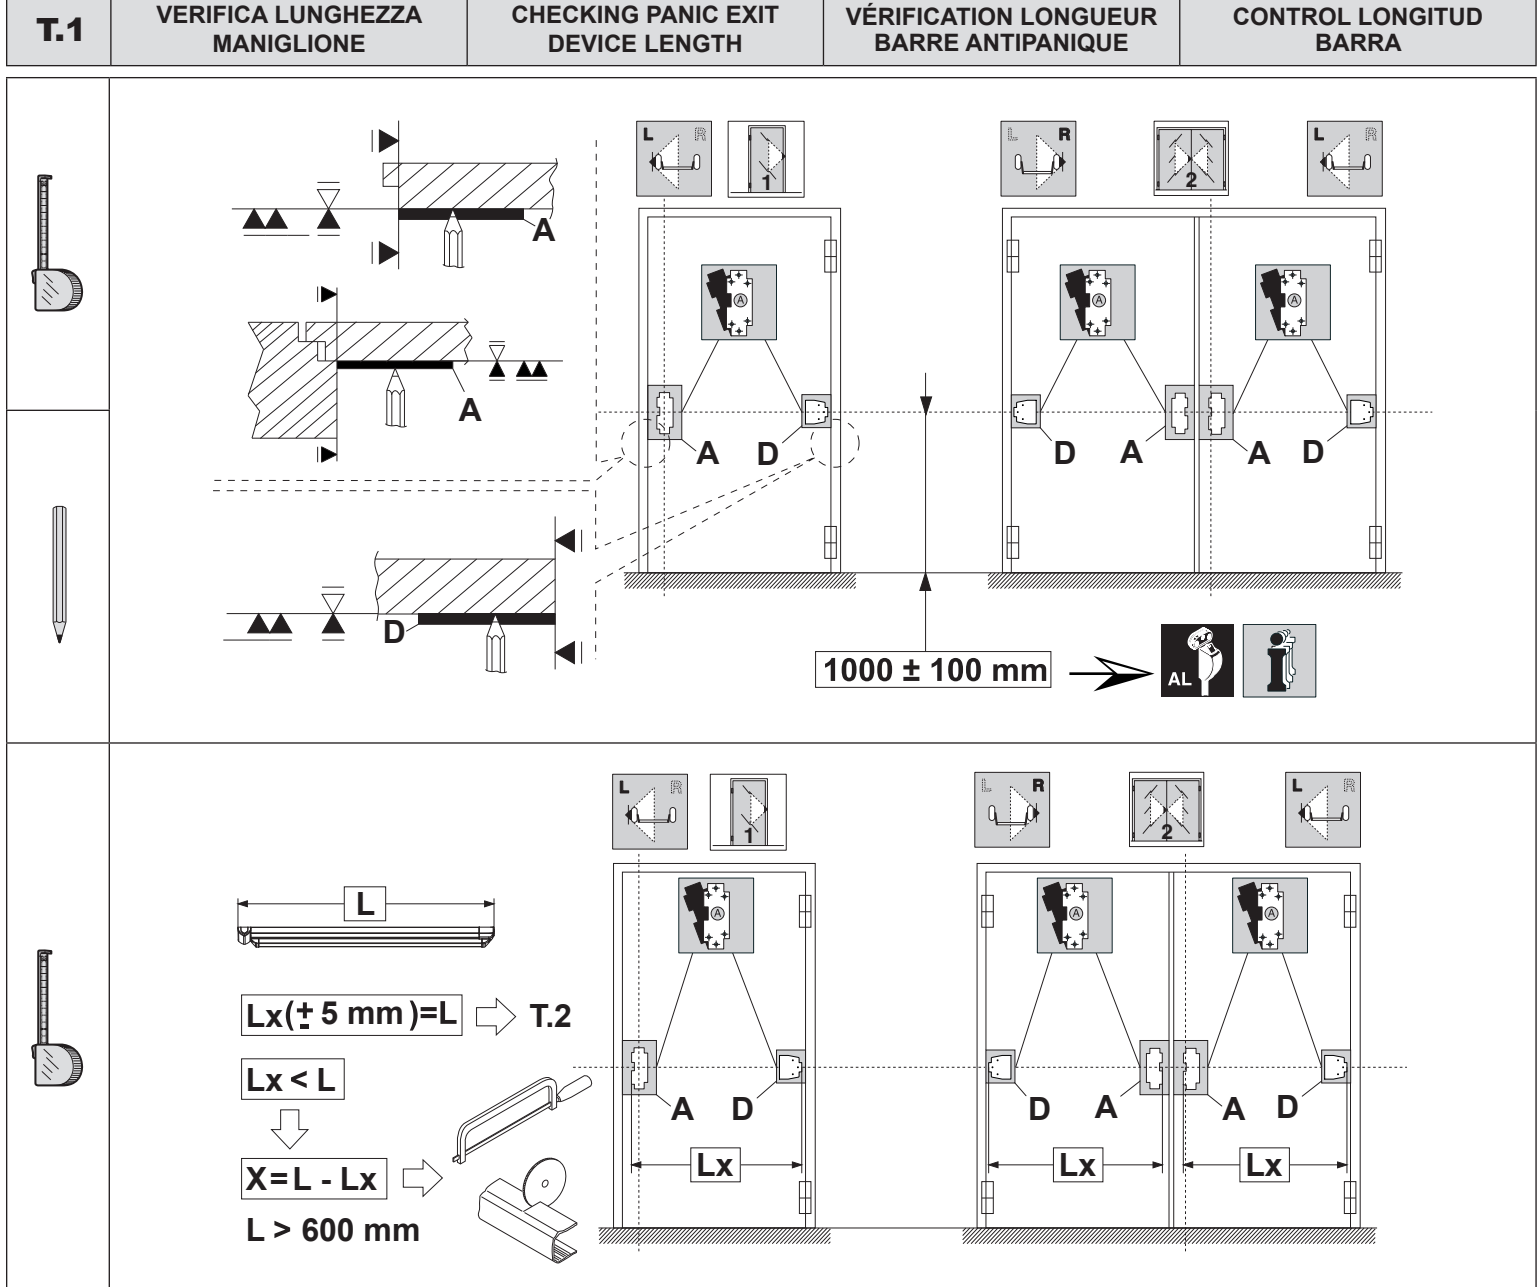 T.1
VERIFICA LUNGHEZZA
MANIGLIONE
CHECKING PANIC EXIT
DEVICE LENGTH
VÉRIFICATION LONGUEUR
BARRE ANTIPANIQUE
CONTROL LONGITUD
BARRA
L R
1
L R
2
L R
A
A
D
A
A
A
A D
D A
A D
1000 ± 100 mm
AL
L R
1
L R
2
L R
A
A
A
L
Lx(± 5 mm)=L
T.2
Lx < L
X=L - Lx
L > 600 mm
A D
D A
A D
Lx
Lx
Lx